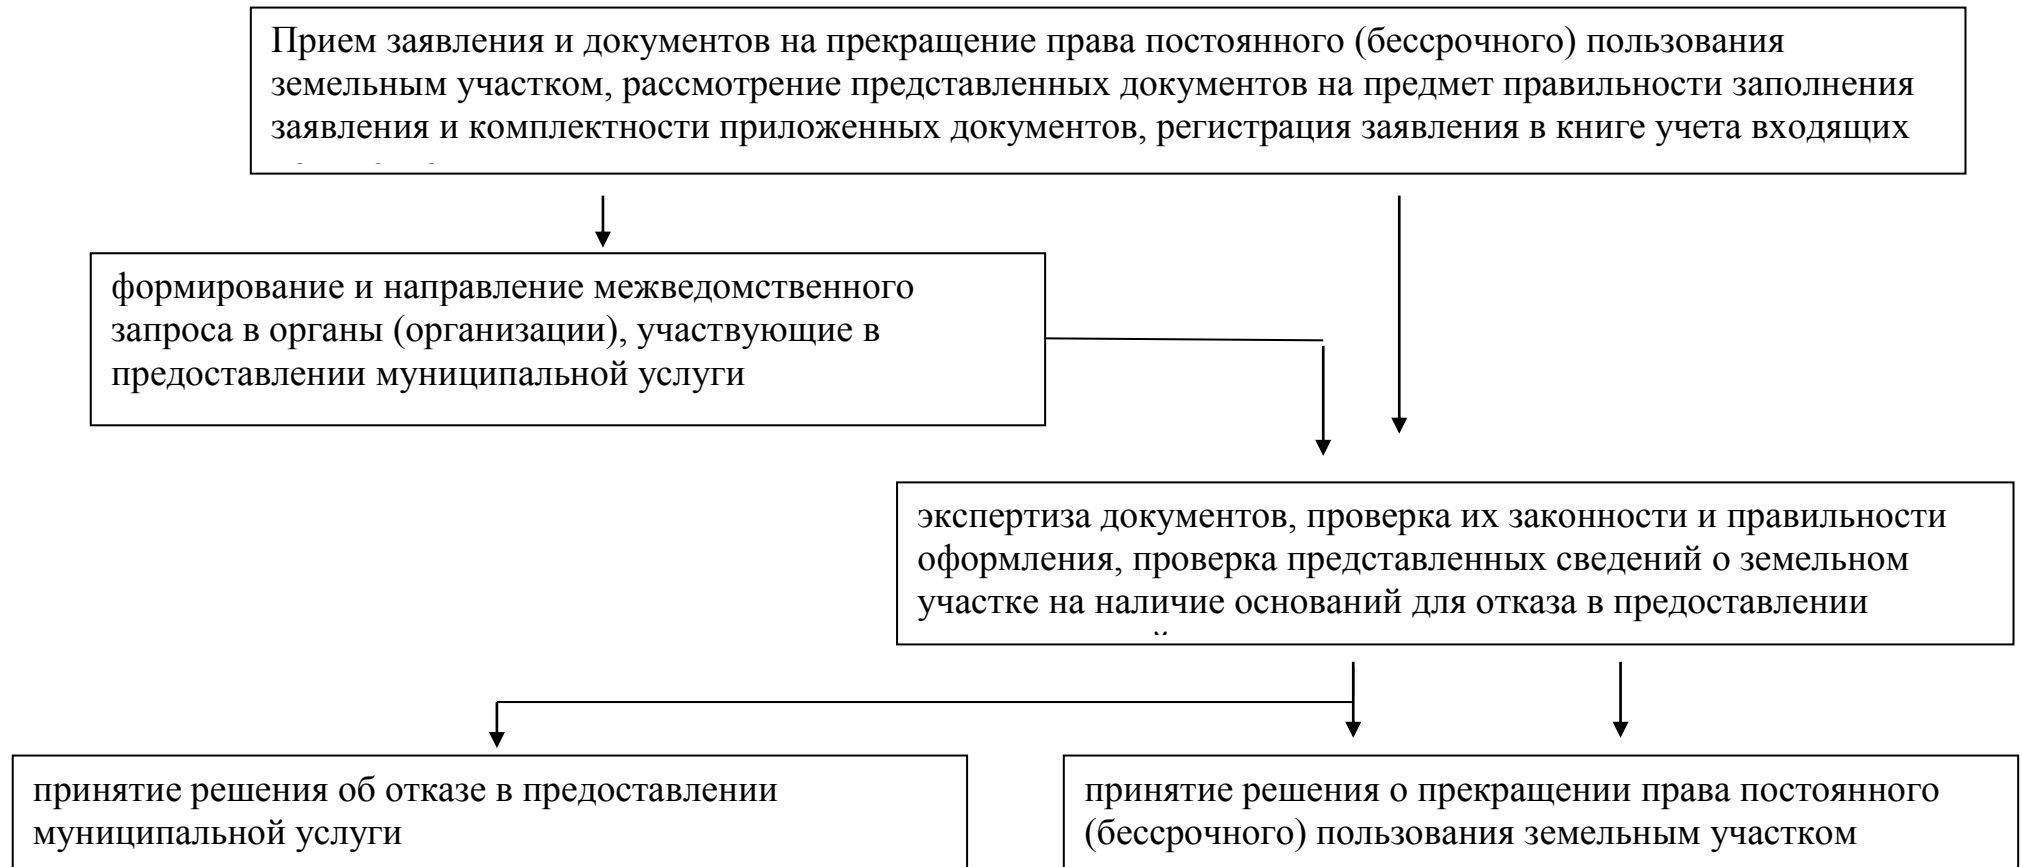 Прием заявления и документов на прекращение права постоянного (бессрочного) пользования
земельным участком, рассмотрение представленных документов на предмет правильности заполнения
заявления и комплектности приложенных документов, регистрация заявления в книге учета входящих
формирование и направление межведомственного
запроса в органы (организации), участвующие в
предоставлении муниципальной услуги
экспертиза документов, проверка их законности и правильности
оформления, проверка представленных сведений о земельном
участке на наличие оснований для отказа в предоставлении
принятие решения об отказе в предоставлении
муниципальной услуги
принятие решения о прекращении права постоянного
(бессрочного) пользования земельным участком